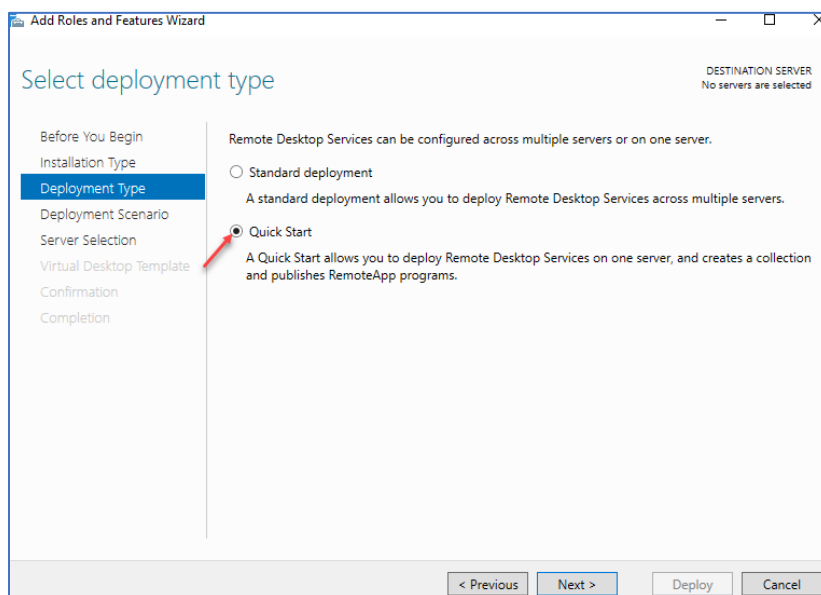 Add Roles and Features Wizard
Select deployment type
DESTINATION SERVER
No servers are selected
Before You Begin
Installation Type
Deployment Type
Deployment Scenario
Server Selection
Virtual Desktop Template
Confirmation
Completion
Remote Desktop Services can be configured across multiple servers or on one server.
Standard deployment
A standard deployment allows you to deploy Remote Desktop Services across multiple servers.
Quick Start
A Quick Start allows you to deploy Remote Desktop Services on one server, and creates a collection
and publishes RemoteApp programs.
< Previous
Next >
Deploy
Cancel